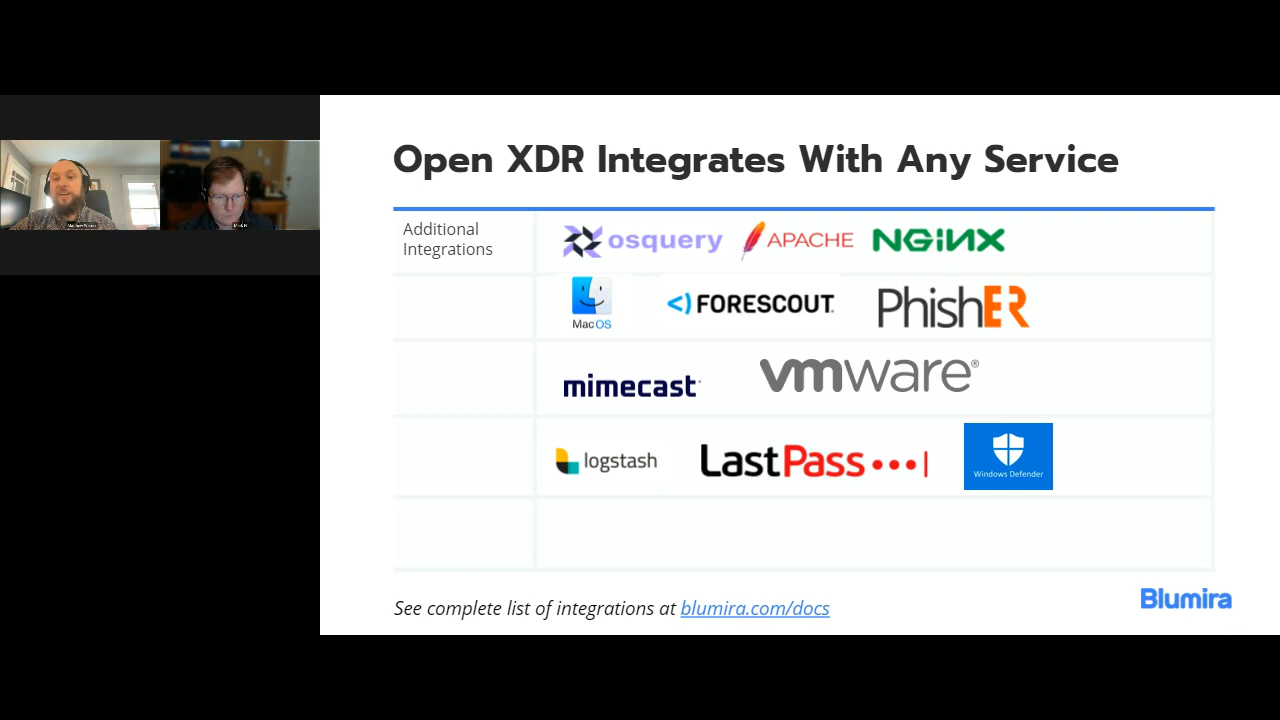 Open XDR Integrates With Any Service
Additional
Integrations
osquery
APACHE
NGiNX
MacOS
<) FORESCOUT.
PhishER
mimecast
vmware®
logstash
LastPass •••|
Windows Defender
See complete list of integrations at blumira.com/docs
Blumira